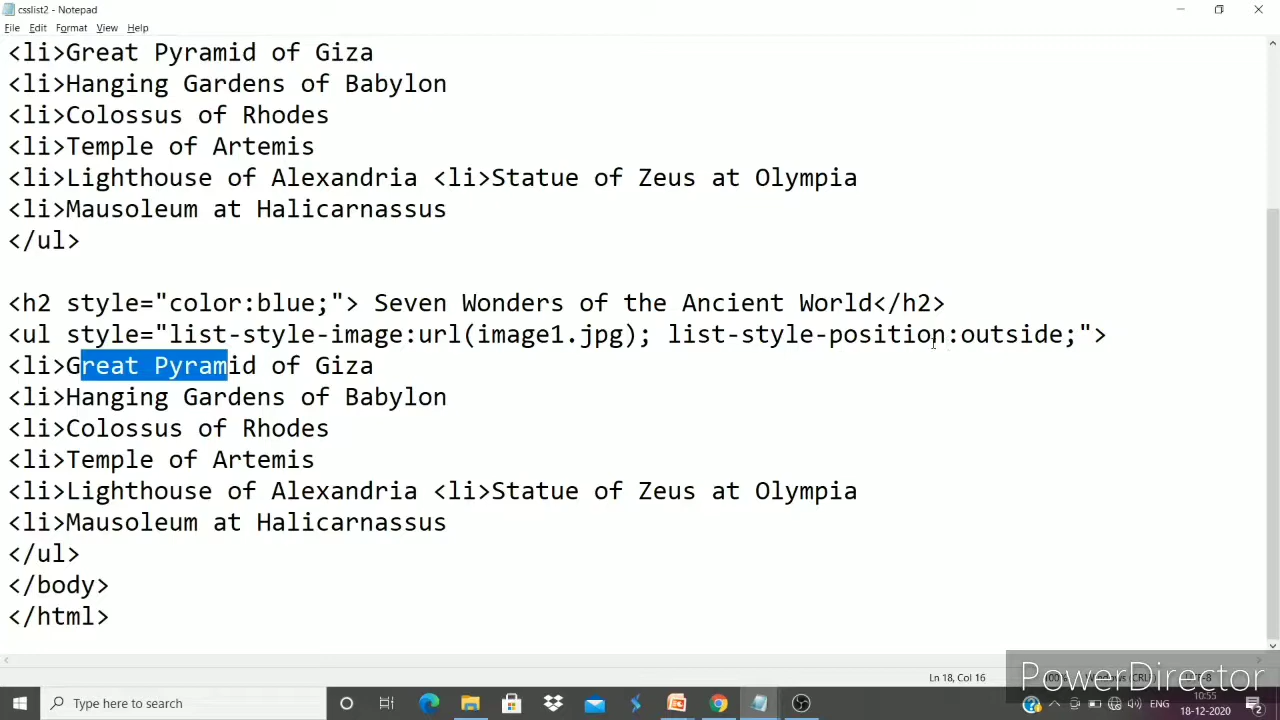 csslist2 - Notepad
File Edit Format View Help
<li>Great Pyramid of Giza
<li>Hanging Gardens of Babylon
<li>Colossus of Rhodes
<li>Temple of Artemis
<li>Lighthouse of Alexandria <li>Statue of Zeus at Olympia
<li>Mausoleum at Halicarnassus
</ul>
<h2 style="color:blue;"> Seven Wonders of the Ancient World</h2>
<ul style="list-style-image:url(image1.jpg); list-style-position:outside;">
<li>Great Pyramid of Giza
<li>Hanging Gardens of Babylon
<li>Colossus of Rhodes
<li>Temple of Artemis
<li>Lighthouse of Alexandria <li>Statue of Zeus at Olympia
<li>Mausoleum at Halicarnassus
</ul>
</body>
</html>
Ln 18, Col 16
PowerDirector
Type here to search
ENG
10:55
18-12-2020
2